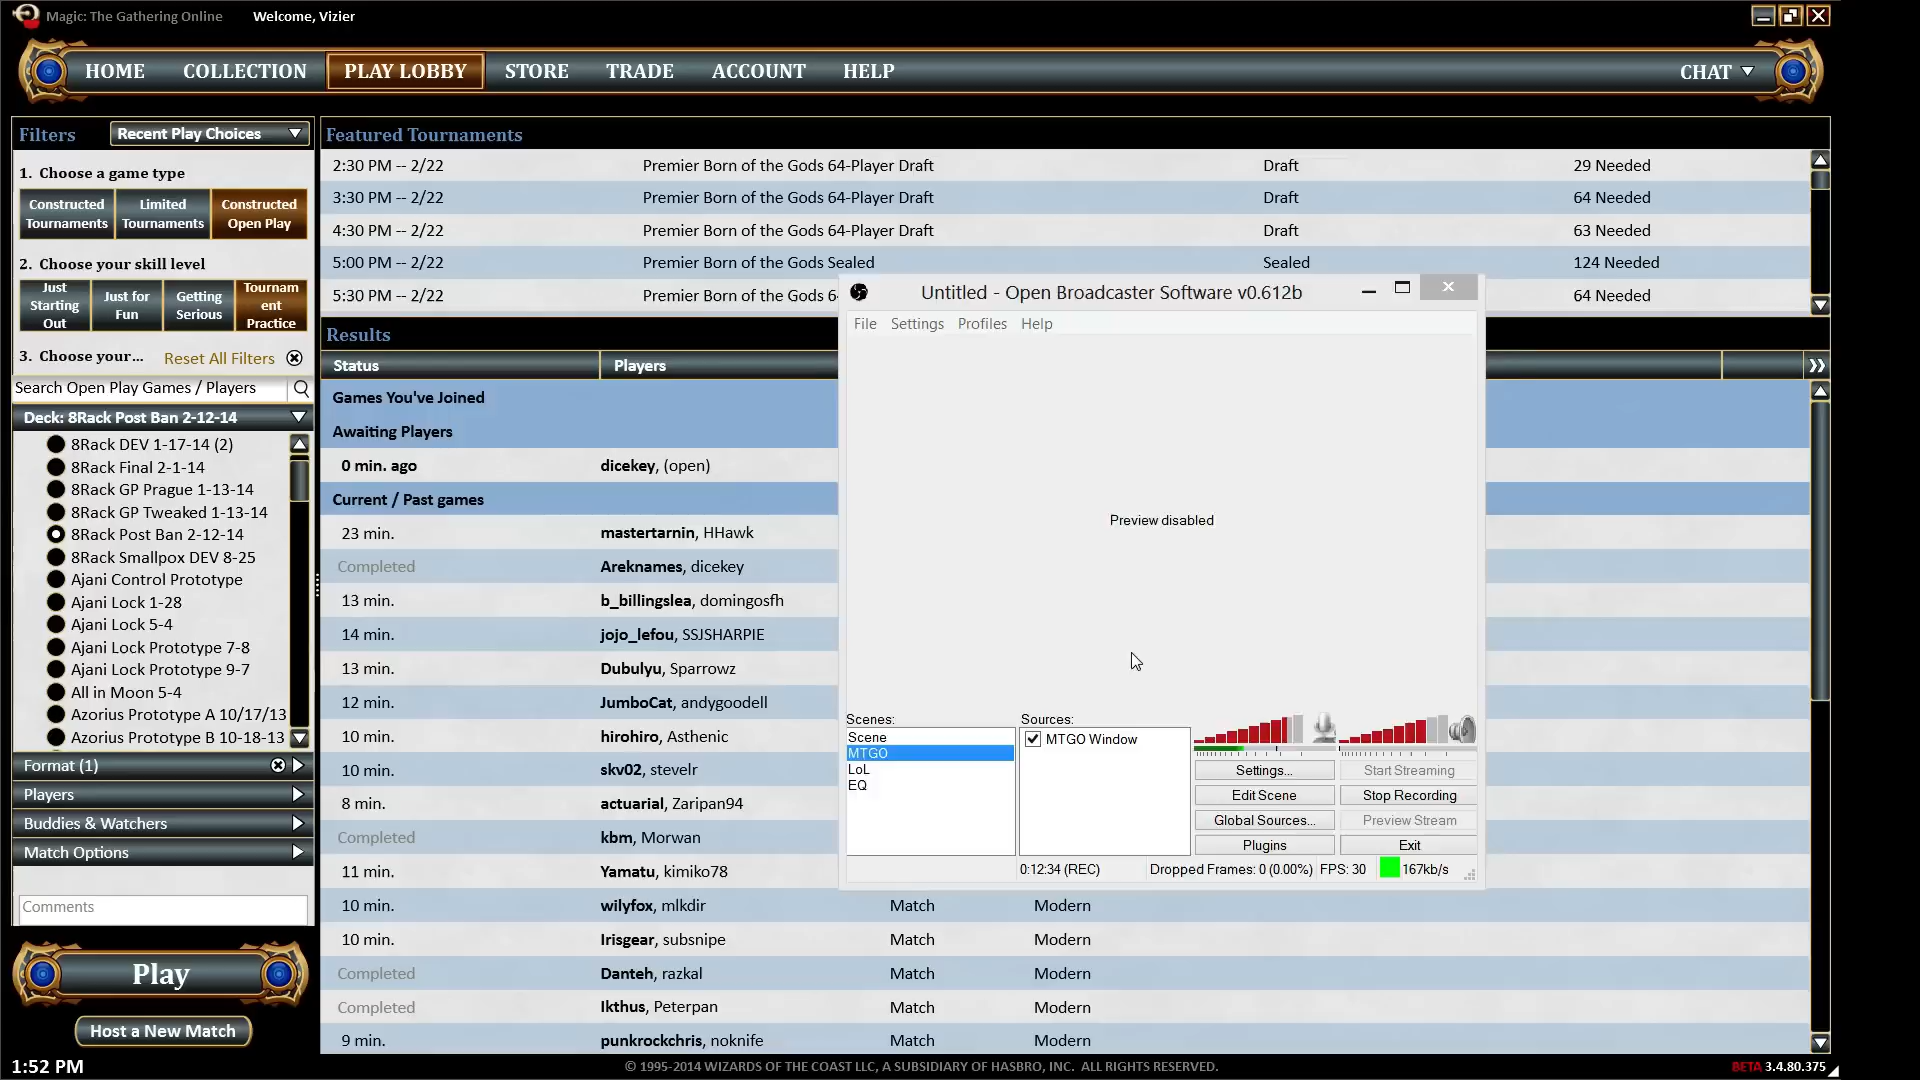 Magic: The Gathering Online
Welcome, Vizier
HOME COLLECTION PLAY LOBBY STORE TRADE ACCOUNT HELP
CHAT
Filters
Recent Play Choices
1. Choose a game type
Constructed Tournaments
Limited Tournaments
Constructed Open Play
2. Choose your skill level
Just Starting Out
Just for Fun
Getting Serious
Tournam ent Practice
3. Choose your...
Reset All Filters
Search Open Play Games / Players
Deck: 8Rack Post Ban 2-12-14
8Rack DEV 1-17-14 (2)
8Rack Final 2-1-14
8Rack GP Prague 1-13-14
8Rack GP Tweaked 1-13-14
8Rack Post Ban 2-12-14
8Rack Smallpox DEV 8-25
Ajani Control Prototype
Ajani Lock 1-28
Ajani Lock 5-4
Ajani Lock Prototype 7-8
Ajani Lock Prototype 9-7
All in Moon 5-4
Azorius Prototype A 10/17/13
Azorius Prototype B 10-18-13
Format (1)
Players
Buddies & Watchers
Match Options
Comments
Play
Host a New Match
1:52 PM
Featured Tournaments
2:30 PM -- 2/22 Premier Born of the Gods 64-Player Draft Draft 29 Needed
3:30 PM -- 2/22 Premier Born of the Gods 64-Player Draft Draft 64 Needed
4:30 PM -- 2/22 Premier Born of the Gods 64-Player Draft Draft 63 Needed
5:00 PM -- 2/22 Premier Born of the Gods Sealed Sealed 124 Needed
5:30 PM -- 2/22 Premier Born of the Gods 6 64 Needed
Results
Status Players
Games You've Joined
Awaiting Players
0 min. ago dicekey, (open)
Current / Past games
23 min. mastertarnin, HHawk
Completed Areknames, dicekey
13 min. b_billingslea, domingosfh
14 min. jojo_lefou, SSJSHARPIE
13 min. Dubulyu, Sparrowz
12 min. JumboCat, andygoodell
10 min. hirohiro, Asthenic
10 min. skv02, stevelr
8 min. actuarial, Zaripan94
Completed kbm, Morwan
11 min. Yamatu, kimiko78
10 min. wilyfox, mlkdir Match Modern
10 min. Irisgear, subsnipe Match Modern
Completed Danteh, razkal Match Modern
Completed Ikthus, Peterpan Match Modern
9 min. punkrockchris, noknife Match Modern
Untitled - Open Broadcaster Software v0.612b
File Settings Profiles Help
Preview disabled
Scenes:
Scene
MTGO
LoL
EQ
Sources:
MTGO Window
Settings... Start Streaming
Edit Scene Stop Recording
Global Sources... Preview Stream
Plugins Exit
0:12:34 (REC) Dropped Frames: 0 (0.00%) FPS: 30 167kb/s
© 1995-2014 WIZARDS OF THE COAST LLC, A SUBSIDIARY OF HASBRO, INC. ALL RIGHTS RESERVED.
BETA 3.4.80.375